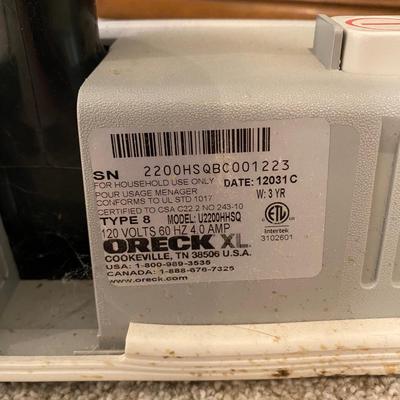 SN 2200HSQBC001223
FOR HOUSEHOLD USE ONLY DATE: 12031C
POUR USAGE MENAGER W: 3 YR
CONFORMS TO UL STD 1017
CERTIFIED TO CSA C22.2 NO 243-10
TYPE 8 MODEL: U2200HHSQ
120 VOLTS 60 HZ 4.0 AMP
ETL
Intertek
3102601
ORECK XL
COOKEVILLE, TN 38506 U.S.A.
USA: 1-800-989-3535
CANADA: 1-888-676-7325
www.oreck.com